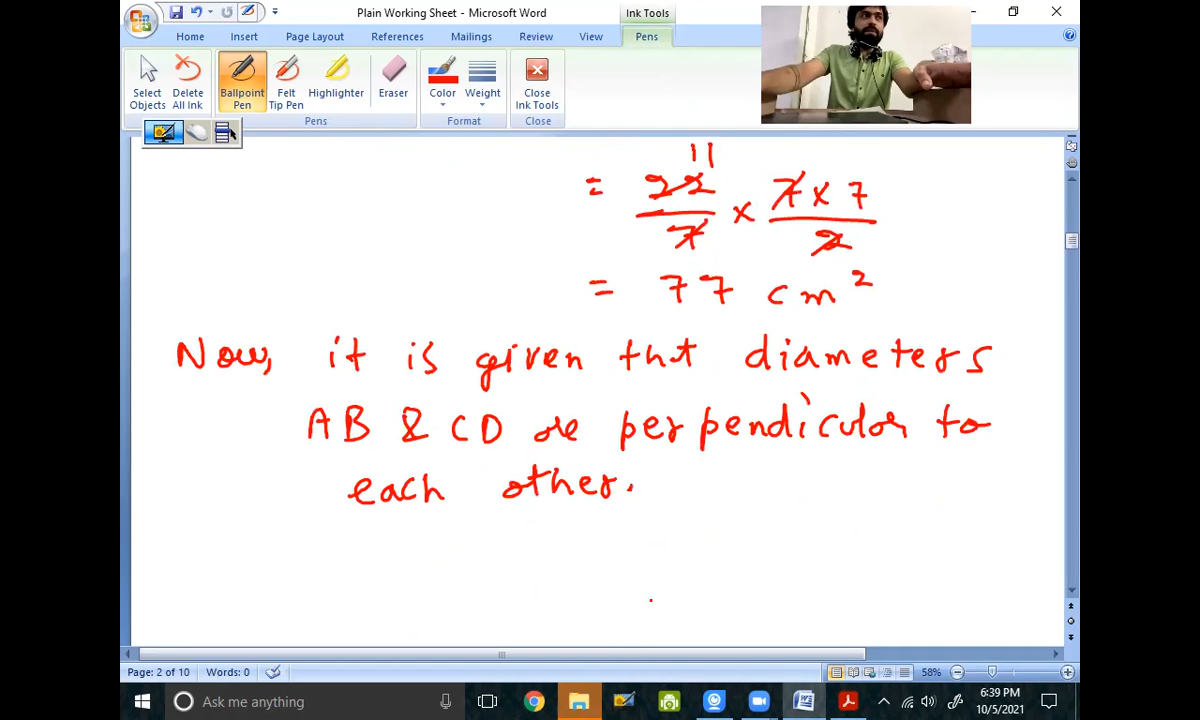 Plain Working Sheet - Microsoft Word
Ink Tools
Home Insert Page Layout References Mailings Review View Pens
Select Objects
Delete All Ink
Ballpoint Pen
Felt Tip Pen
Highlighter
Eraser
Color
Weight
Close Ink Tools
Pens
Format
Close
11
= 22/7 × 7 × 7/2
= 77 cm²
Now, it is given tht diameters
AB & CD are perpendiculor to
each other.
Page: 2 of 10
Words: 0
58%
Ask me anything
6:39 PM
10/5/2021